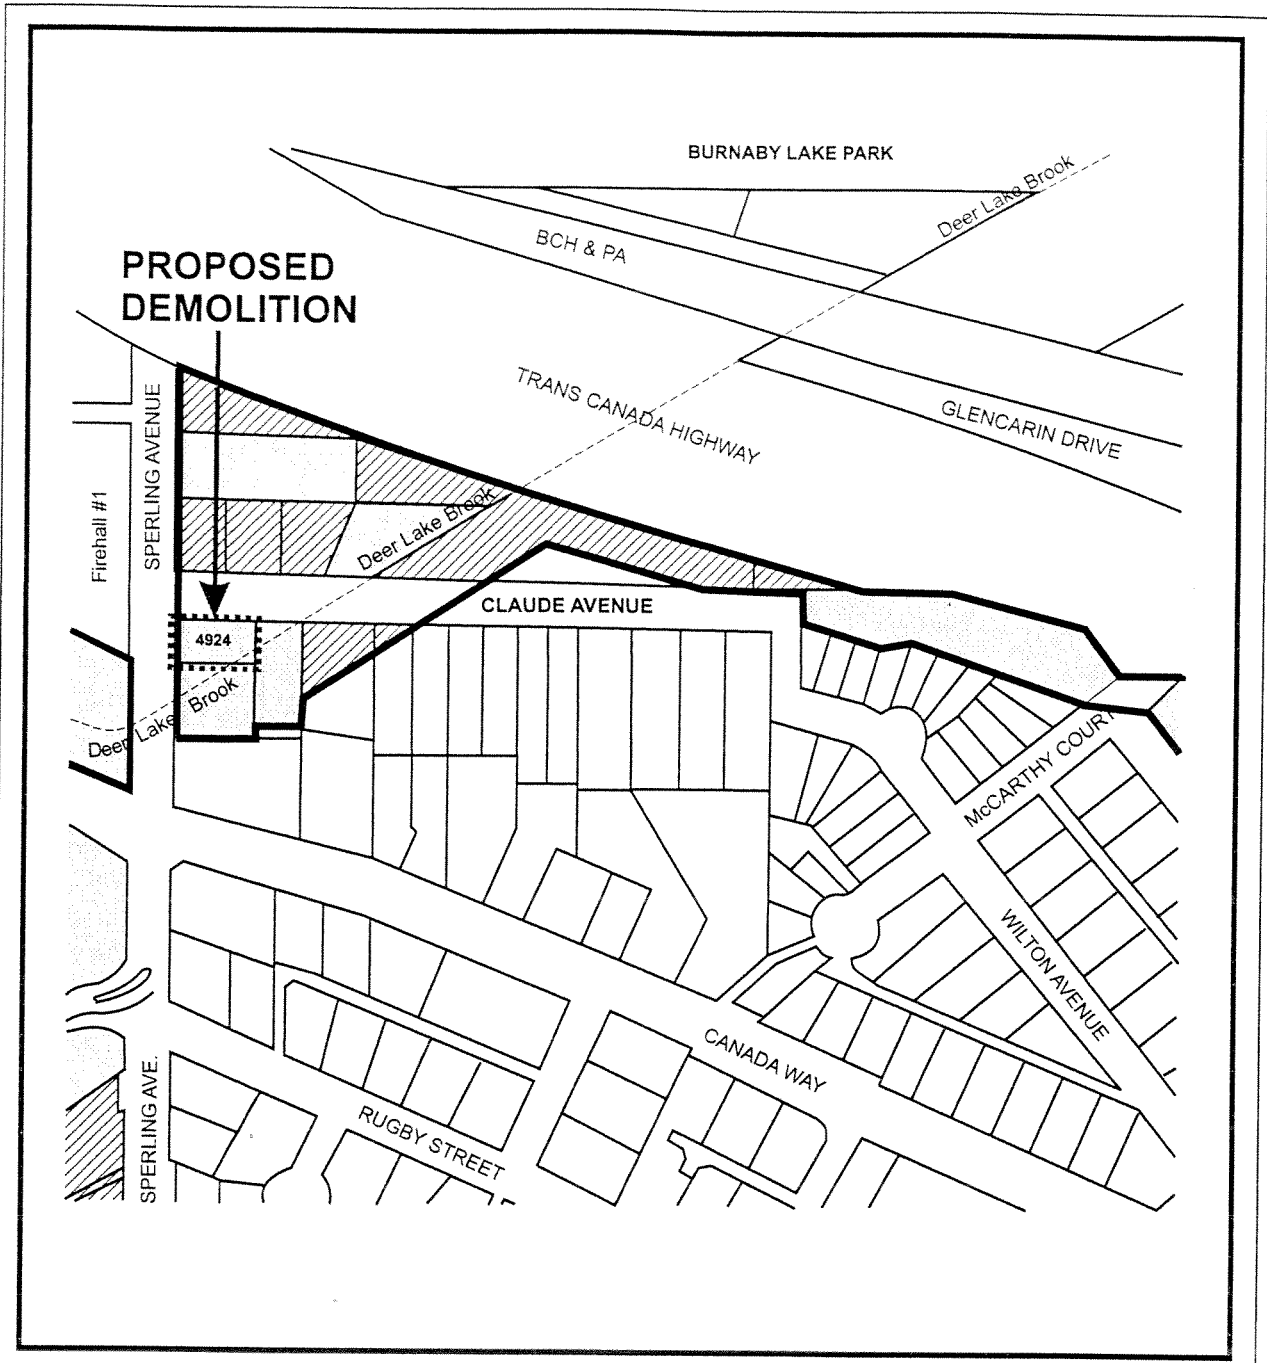 BURNABY LAKE PARK
Deer Lake Brook
BCH & PA
PROPOSED
DEMOLITION
TRANS CANADA HIGHWAY
GLENCARIN DRIVE
SPERLING AVENUE
Firehall #1
Deer Lake Brook
CLAUDE AVENUE
4924
Deer Lake Brook
McCARTHY COURT
WILTON AVENUE
CANADA WAY
RUGBY STREET
SPERLING AVE.